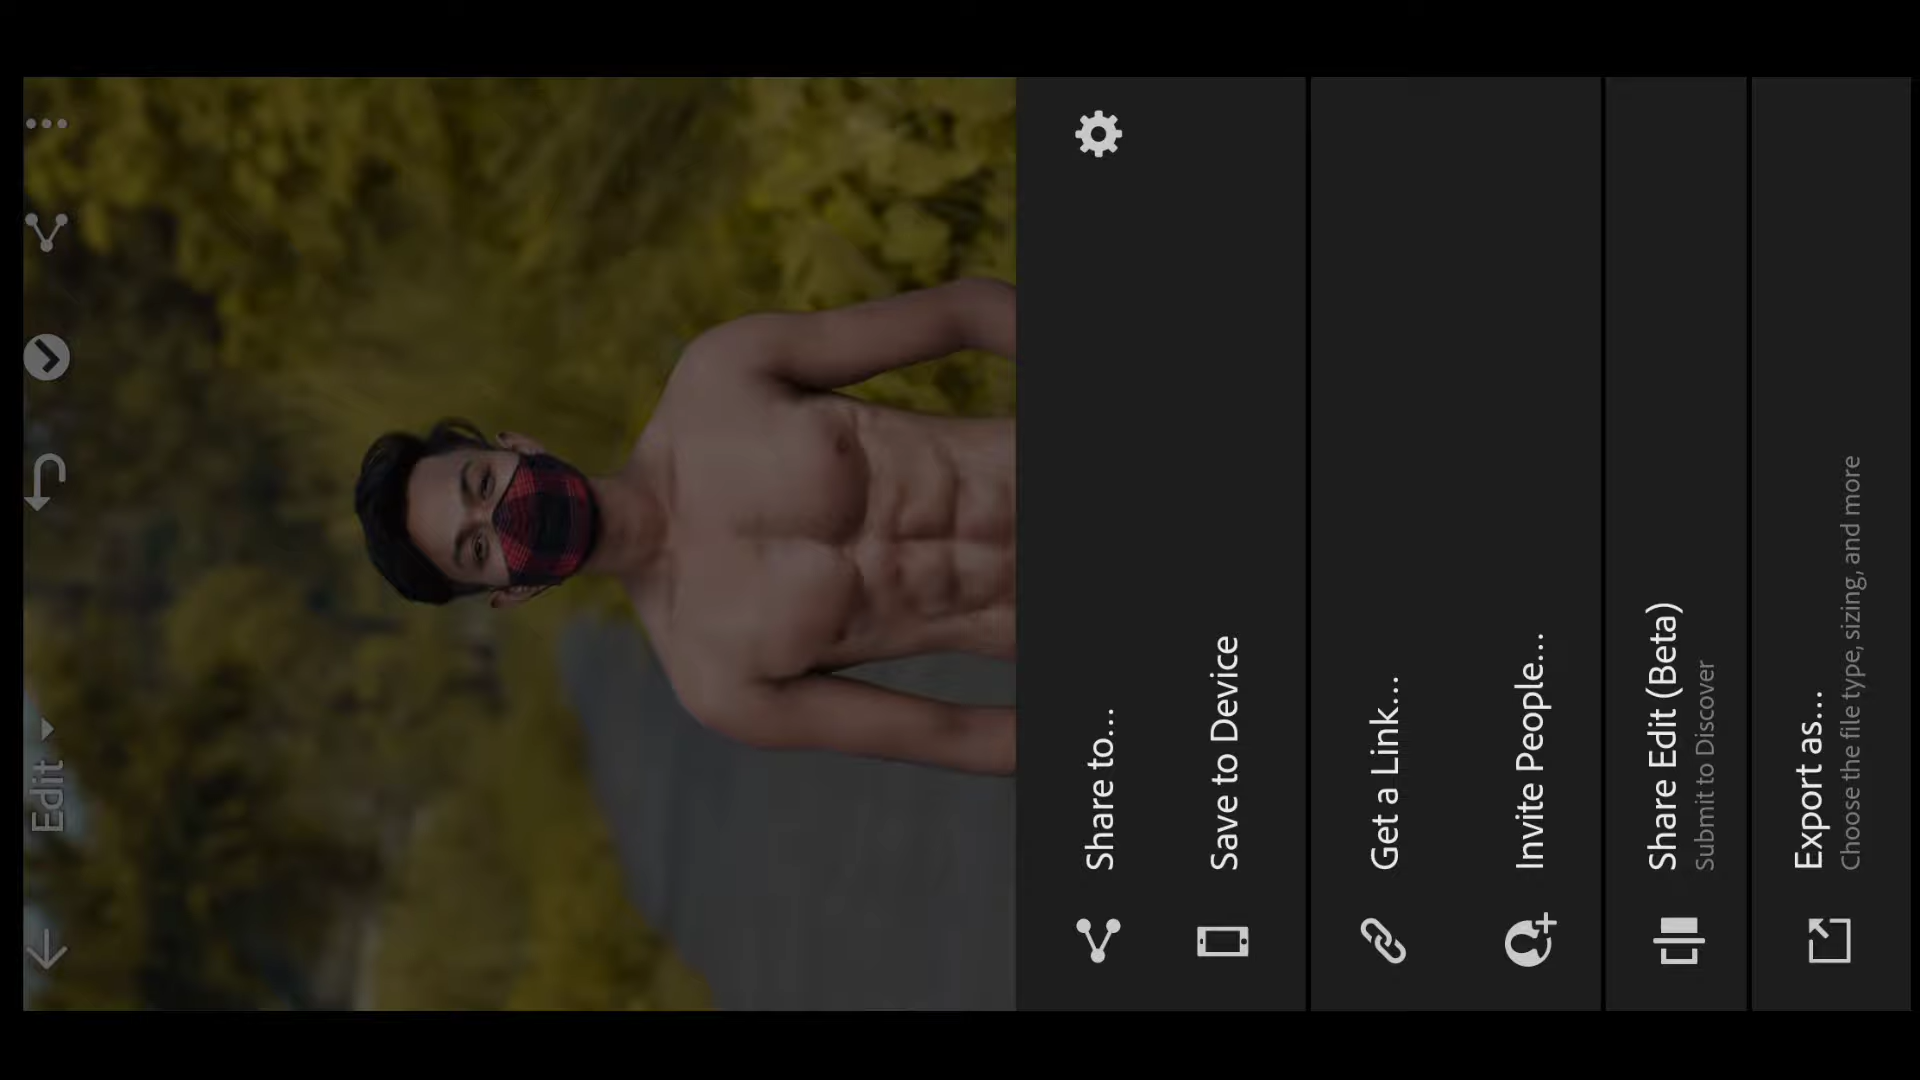 Edit
Share to...
Save to Device
Get a Link...
Invite People...
Share Edit (Beta)
Submit to Discover
Export as...
Choose the file type, sizing, and more